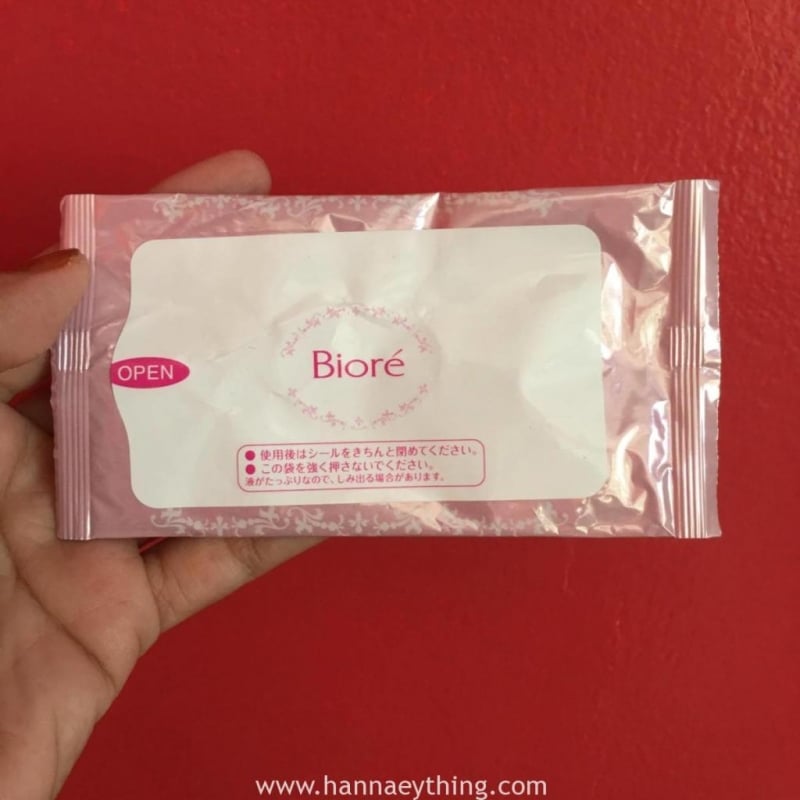 OPEN
Bioré
● 使用後はシールをきちんと閉めてください。
● この袋を強く押さないでください。
液がたっぷりなので、しみ出る場合があります。
www.hannaeything.com